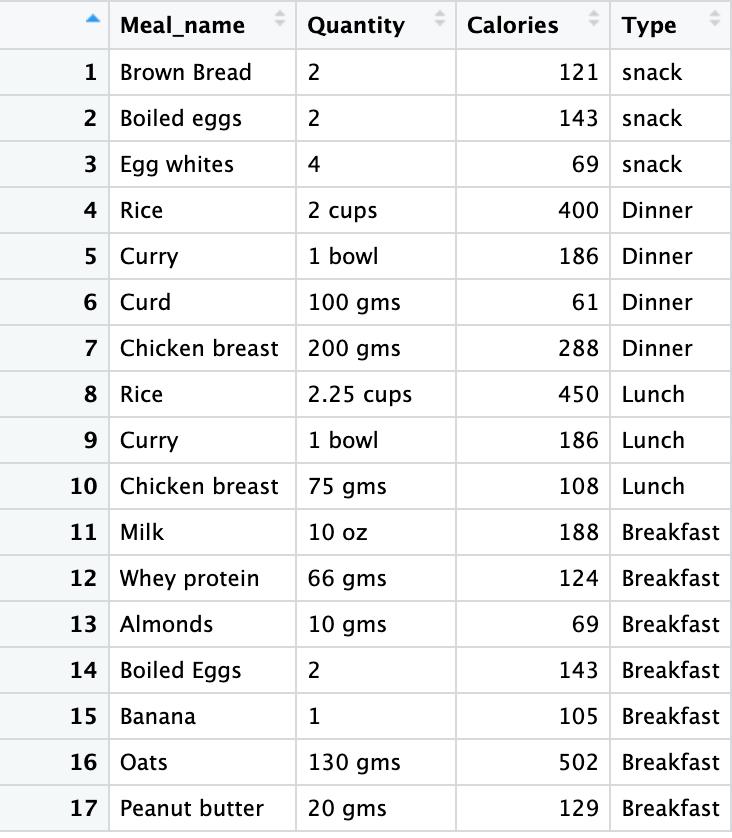 Meal_name Quantity Calories Type
1 Brown Bread 2 121 snack
2 Boiled eggs 2 143 snack
3 Egg whites 4 69 snack
4 Rice 2 cups 400 Dinner
5 Curry 1 bowl 186 Dinner
6 Curd 100 gms 61 Dinner
7 Chicken breast 200 gms 288 Dinner
8 Rice 2.25 cups 450 Lunch
9 Curry 1 bowl 186 Lunch
10 Chicken breast 75 gms 108 Lunch
11 Milk 10 oz 188 Breakfast
12 Whey protein 66 gms 124 Breakfast
13 Almonds 10 gms 69 Breakfast
14 Boiled Eggs 2 143 Breakfast
15 Banana 1 105 Breakfast
16 Oats 130 gms 502 Breakfast
17 Peanut butter 20 gms 129 Breakfast